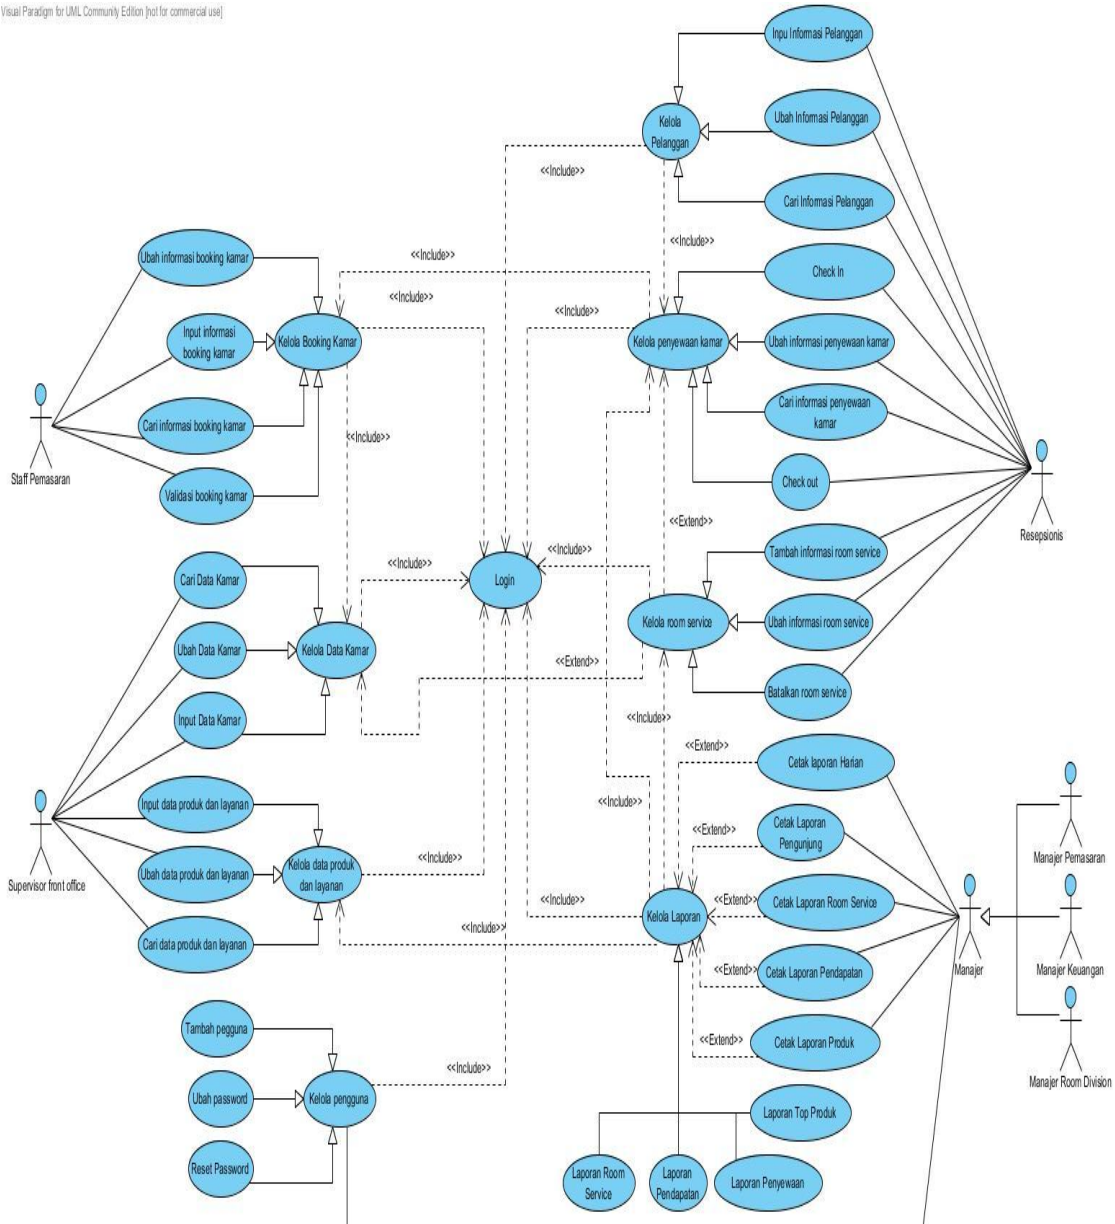 Visual Paradigm for UML Community Edition [not for commercial use]
Inpu Informasi Pelanggan
Kelola
Pelanggan
Ubah Informasi Pelanggan
<<Include>>
Cari Informasi Pelanggan
<<Include>>
Ubah informasi booking kamar
<<Include>>
Check In
<<Include>>
<<Include>>
Input informasi
booking kamar
Kelola Booking Kamar
Kelola penyewaan kamar
Ubah informasi penyewaan kamar
Cari informasi penyewaan
kamar
Cari informasi booking kamar
<<Include>>
Staff Pemasaran
Validasi booking kamar
Check out
Resepsionis
<<Extend>>
Cari Data Kamar
<<Include>>
Login
<<Include>>
Tambah informasi room service
Ubah Data Kamar
Kelola Data Kamar
Kelola room service
Ubah informasi room service
<<Extend>>
Batalkan room service
Input Data Kamar
<<Include>>
<<Extend>>
Cetak laporan Harian
Input data produk dan layanan
<<Include>>
<<Extend>>
Cetak Laporan
Pengunjung
Manajer Pemasaran
Supervisor front office
Ubah data produk dan layanan
Kelola data produk
dan layanan
<<Include>>
Kelola Laporan
<<Extend>>
Cetak Laporan Room Service
<<Include>>
<<Include>>
Cari data produk dan layanan
<<Extend>>
Cetak Laporan Pendapatan
Manajer
Manajer Keuangan
Tambah pegguna
<<Extend>>
Cetak Laporan Produk
<<Include>>
Manajer Room Division
Ubah password
Kelola pengguna
Laporan Top Produk
Reset Password
Laporan Room
Service
Laporan
Pendapatan
Laporan Penyewaan